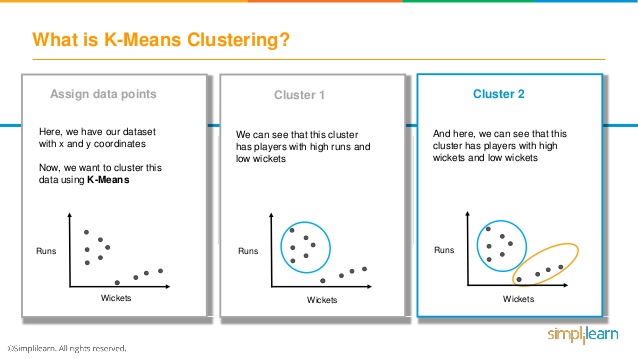 What is K-Means Clustering?
Assign data points
Here, we have our dataset
with x and y coordinates
Now, we want to cluster this
data using K-Means
Runs
Wickets
Cluster 1
We can see that this cluster
has players with high runs and
low wickets
Runs
Wickets
Cluster 2
And here, we can see that this
cluster has players with high
wickets and low wickets
Runs
Wickets
©Simplilearn. All rights reserved.
simplilearn